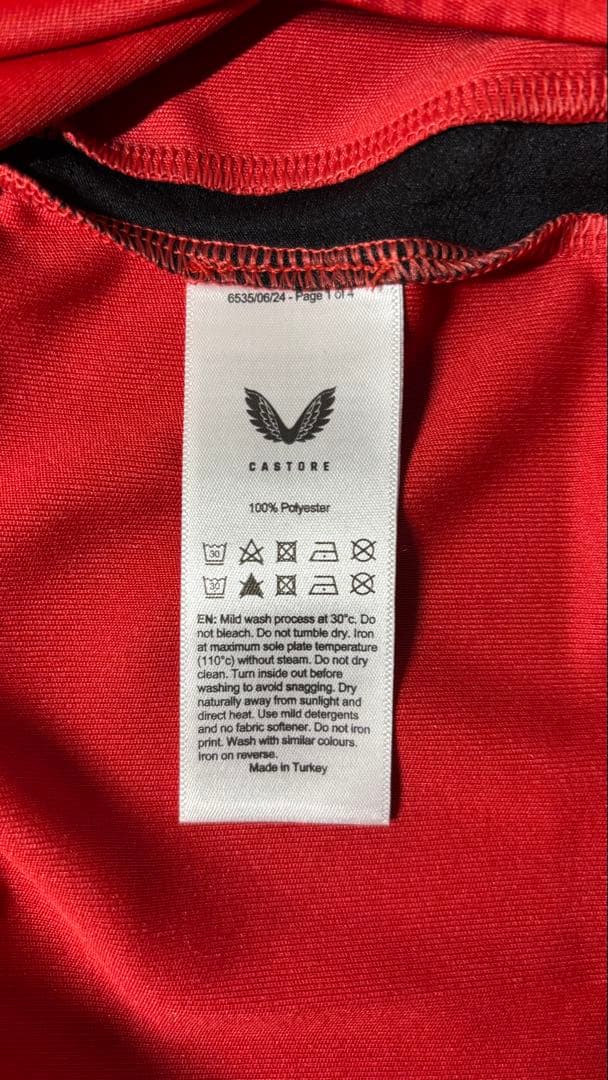 6535/06/24 - Page 1 of 4
CASTORE
100% Polyester
30
30
EN: Mild wash process at 30°c. Do
not bleach. Do not tumble dry. Iron
at maximum sole plate temperature
(110°c) without steam. Do not dry
clean. Turn inside out before
washing to avoid snagging. Dry
naturally away from sunlight and
direct heat. Use mild detergents
and no fabric softener. Do not iron
print. Wash with similar colours.
Iron on reverse.
Made in Turkey